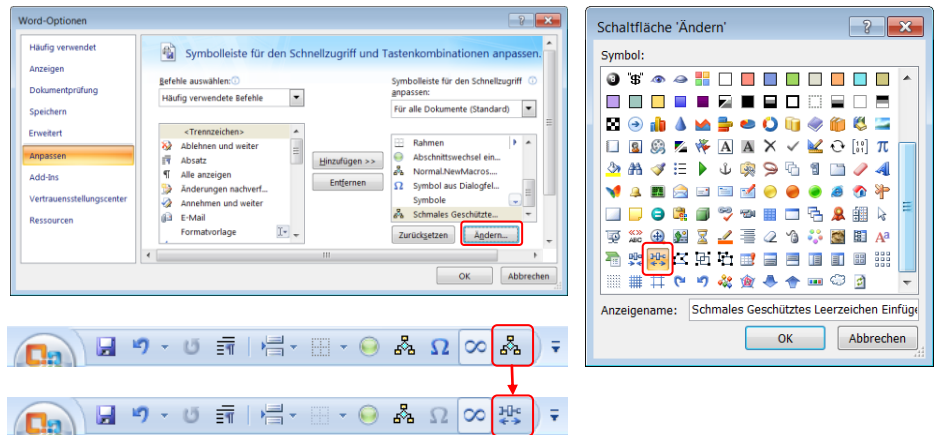 Word-Optionen
Häufig verwendet
Anzeigen
Dokumentprüfung
Speichern
Erweitert
Anpassen
Add-Ins
Vertrauensstellungscenter
Ressourcen
Symbolleiste für den Schnellzugriff und Tastenkombinationen anpassen.
Befehle auswählen:
Häufig verwendete Befehle
<Trennzeichen>
Ablehnen und weiter
Absatz
Alle anzeigen
Änderungen nachverf...
Annehmen und weiter
E-Mail
Formatvorlage
Hinzufügen >>
Entfernen
Symbolleiste für den Schnellzugriff
anpassen:
Für alle Dokumente (Standard)
Rahmen
Abschnittswechsel ein...
Normal.NewMacros....
Symbol aus Dialogfel...
Symbole
Schmales Geschützte...
Zurücksetzen
Ändern...
OK
Abbrechen
Schaltfläche 'Ändern'
Symbol:
Anzeigename:
Schmales Geschütztes Leerzeichen Einfüge
OK
Abbrechen